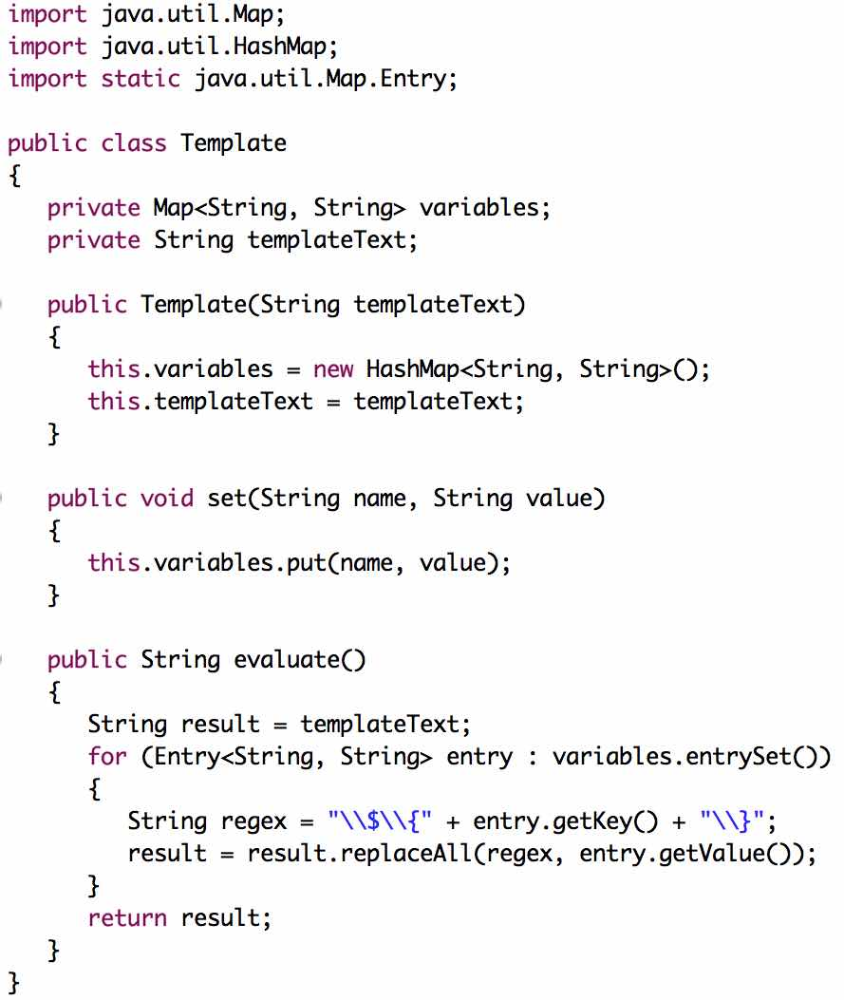 import java.util.Map;
import java.util.HashMap;
import static java.util.Map.Entry;

public class Template
{
   private Map<String, String> variables;
   private String templateText;

   public Template(String templateText)
   {
      this.variables = new HashMap<String, String>();
      this.templateText = templateText;
   }

   public void set(String name, String value)
   {
      this.variables.put(name, value);
   }

   public String evaluate()
   {
      String result = templateText;
      for (Entry<String, String> entry : variables.entrySet())
      {
         String regex = "\\$\\{" + entry.getKey() + "\\}";
         result = result.replaceAll(regex, entry.getValue());
      }
      return result;
   }
}